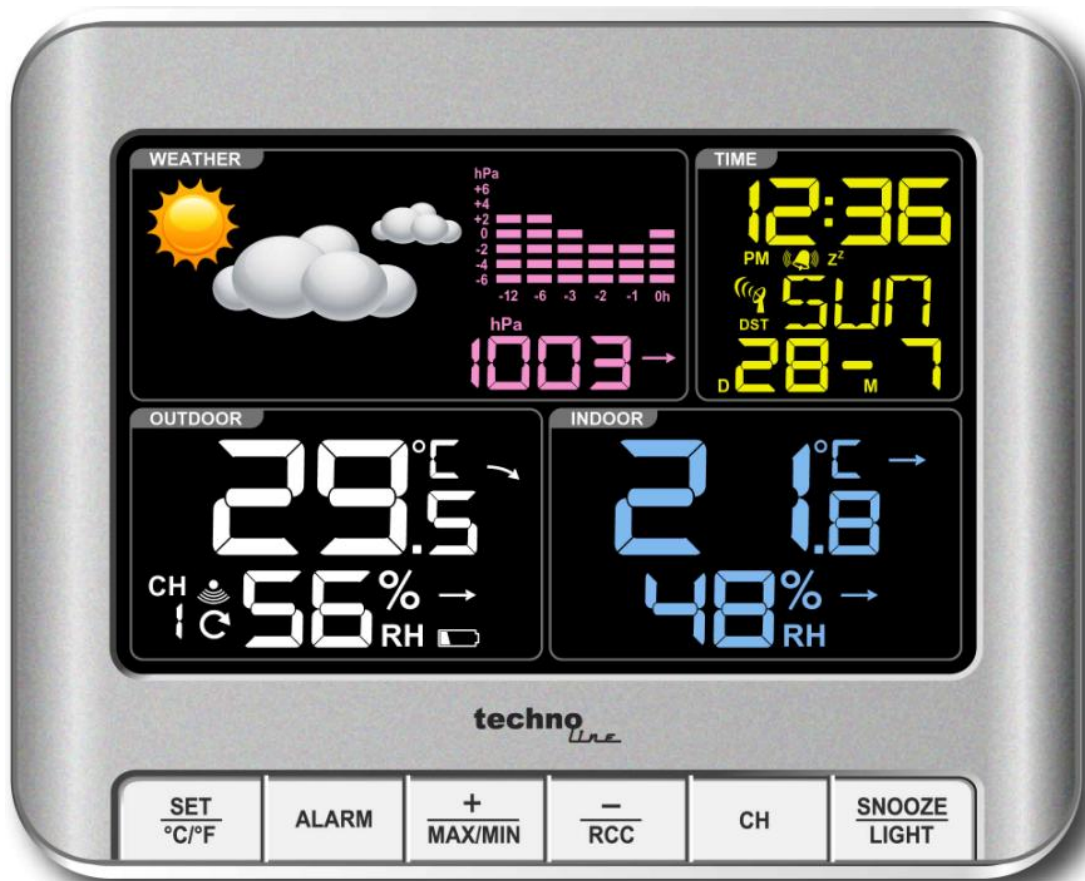 WEATHER
hPa
+6
+4
+2
0
-2
-4
-6
-12 -6 -3 -2 -1 0h
hPa
1003
TIME
12:36
PM Zz
SUN
DST
D 28 - M 7
OUTDOOR
29.5 °C
CH 1
56 % RH
INDOOR
21.8 °C
48 % RH
techno line
SET ALARM + − CH SNOOZE
°C/°F MAX/MIN RCC LIGHT